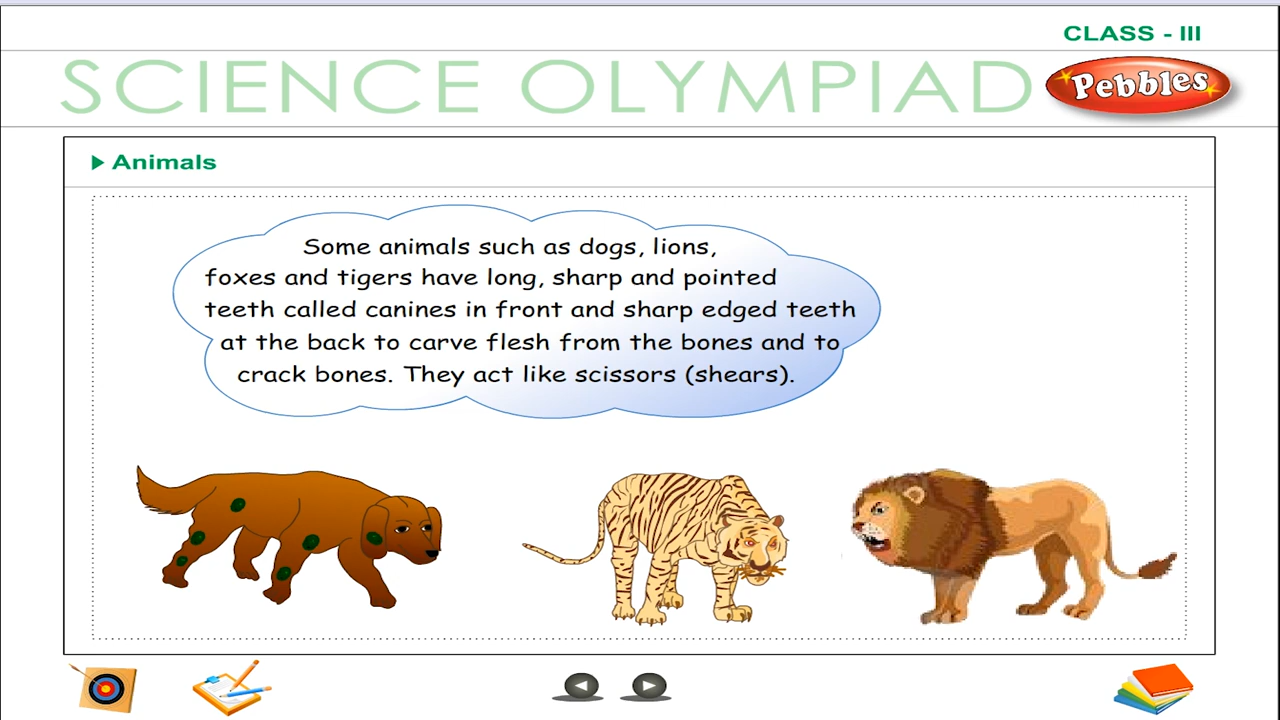 CLASS - III
SCIENCE OLYMPIAD
Pebbles
Animals
Some animals such as dogs, lions,
foxes and tigers have long, sharp and pointed
teeth called canines in front and sharp edged teeth
at the back to carve flesh from the bones and to
crack bones. They act like scissors (shears).